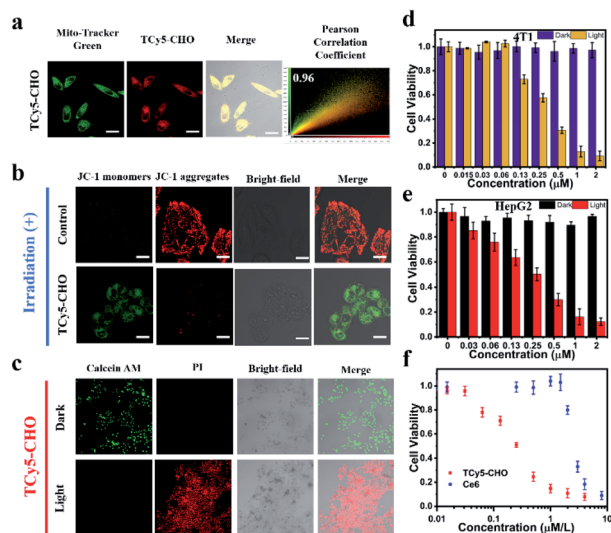 a
Mito-Tracker
Green
TCy5-CHO
Merge
Pearson
Correlation
Coefficient
TCy5-CHO
0.96
b
JC-1 monomers
JC-1 aggregates
Bright-field
Merge
Irradiation (+)
Control
TCy5-CHO
c
Calcein AM
PI
Bright-field
Merge
TCy5-CHO
Dark
Light
d
4T1
Dark
Light
Cell Viability
1.0
0.8
0.6
0.4
0.2
0.0
0 0.015 0.03 0.06 0.13 0.25 0.5 1 2
Concentration (μM)
e
HepG2
Dark
Light
Cell Viability
1.0
0.8
0.6
0.4
0.2
0.0
0 0.03 0.06 0.13 0.25 0.5 1 2
Concentration (μM)
f
Cell Viability
1.0
0.8
0.6
0.4
0.2
0.0
TCy5-CHO
Ce6
0.01 0.1 1 10
Concentration (μM/L)